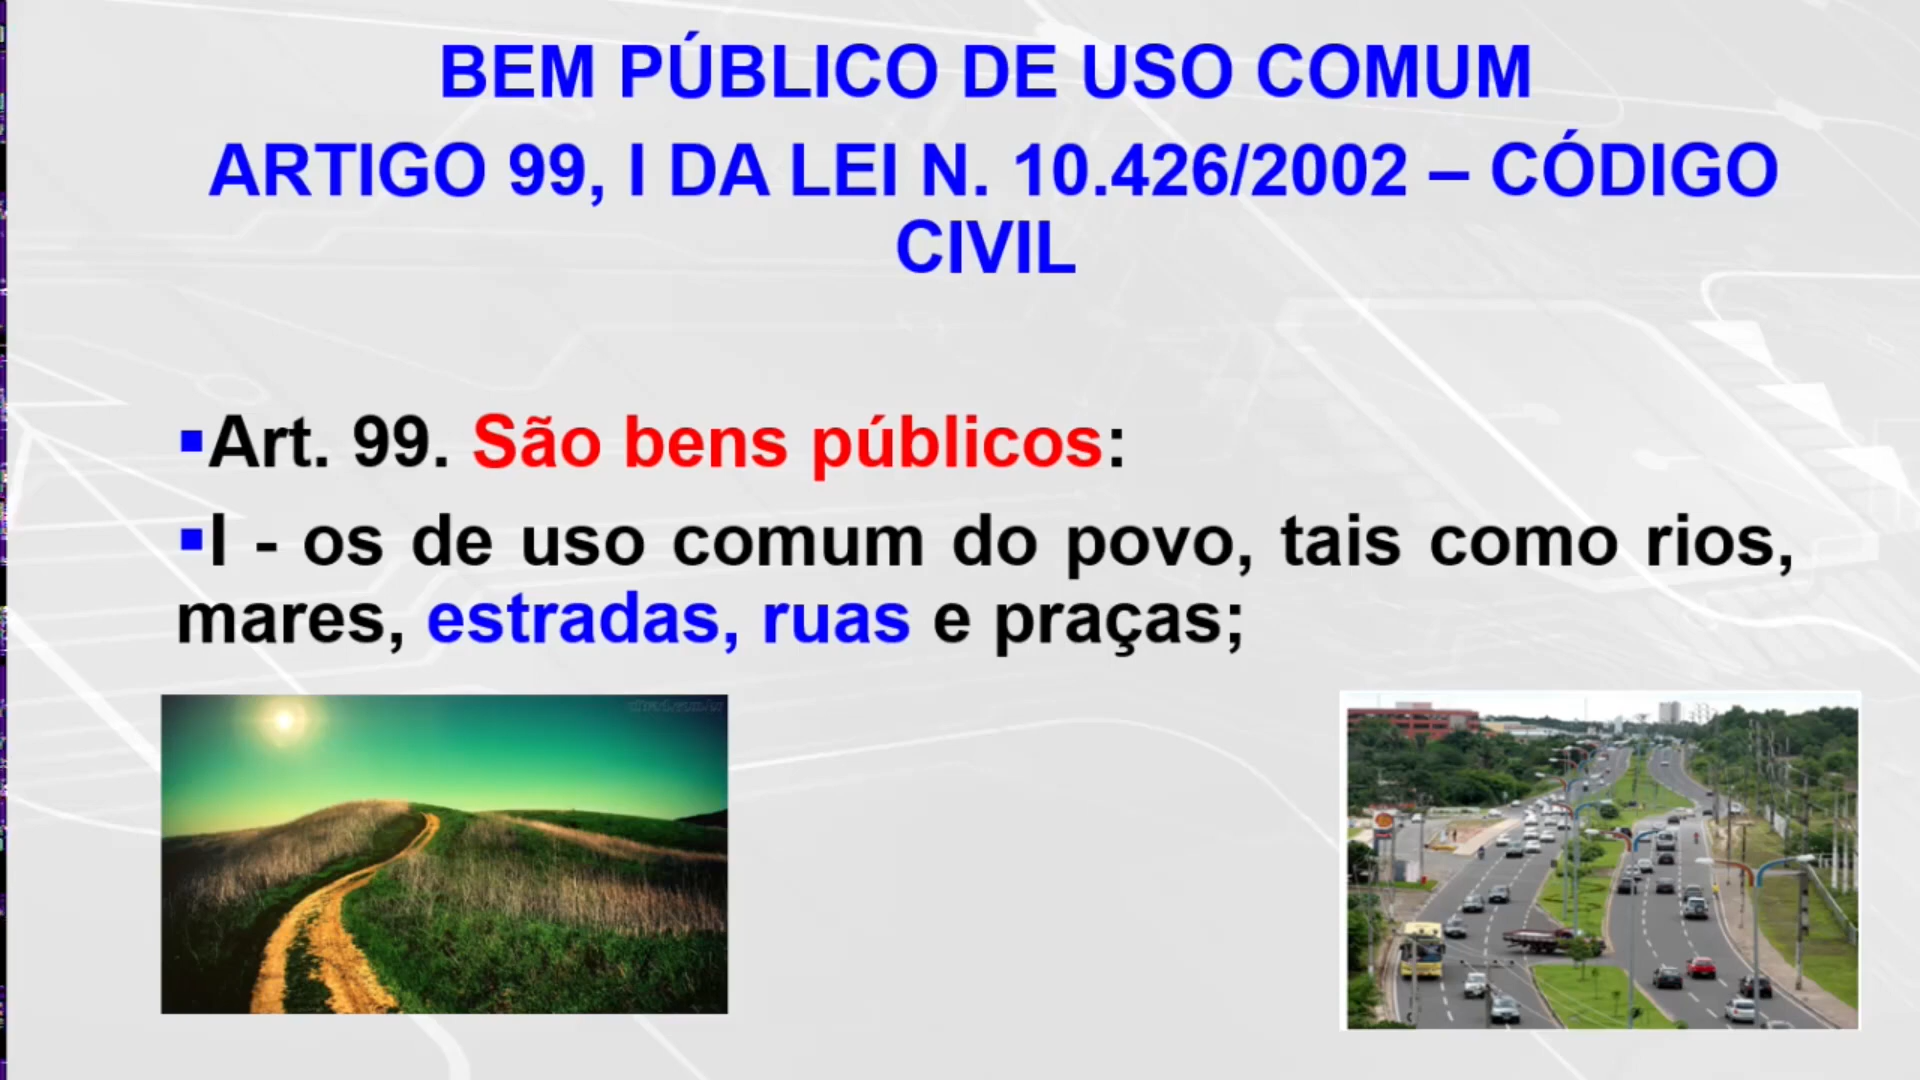 BEM PÚBLICO DE USO COMUM
ARTIGO 99, I DA LEI N. 10.426/2002 – CÓDIGO
CIVIL
▪Art. 99. São bens públicos:
▪I - os de uso comum do povo, tais como rios,
mares, estradas, ruas e praças;